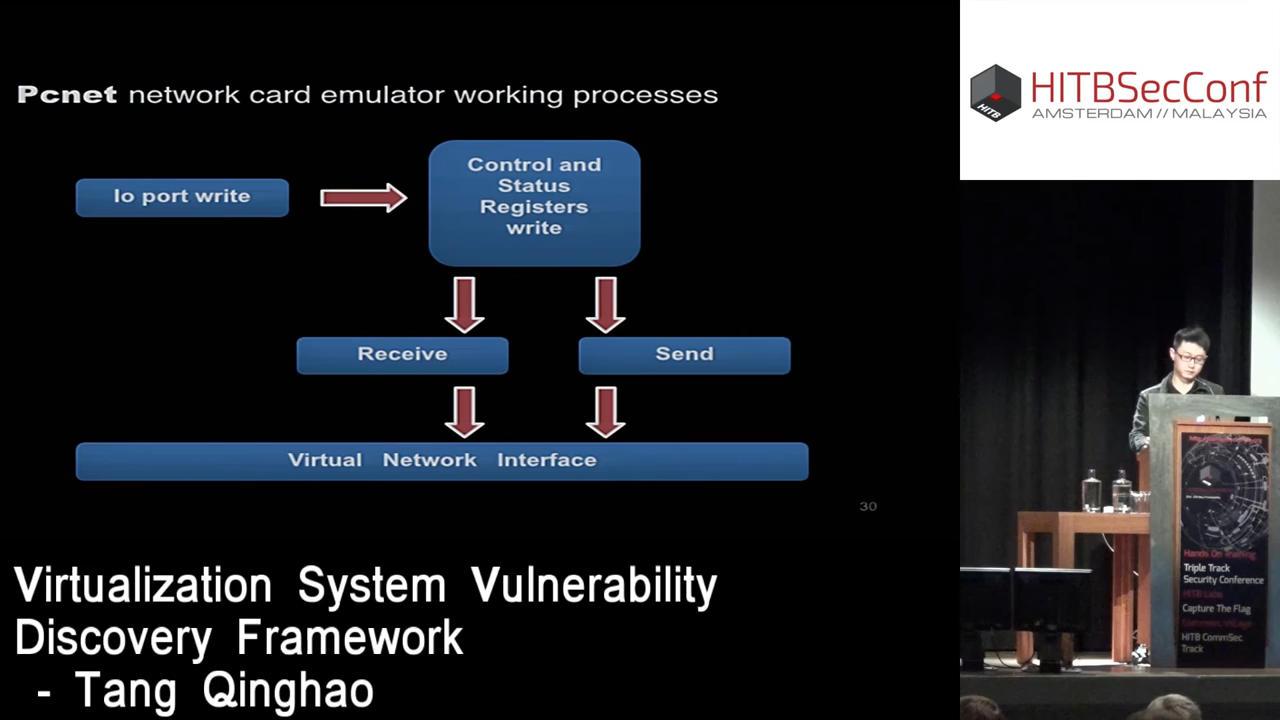 Pcnet network card emulator working processes
Io port write
Control and
Status
Registers
write
Receive
Send
Virtual Network Interface
30
Virtualization System Vulnerability
Discovery Framework
- Tang Qinghao
HITBSecConf
AMSTERDAM // MALAYSIA
HITB
Hands On Training
Triple Track
Security Conference
HITB Labs
Capture The Flag
HITB CommSec
Track